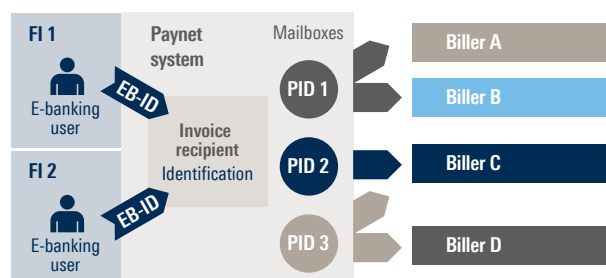 FI 1
E-banking
user
EB-ID
FI 2
E-banking
user
EB-ID
Paynet
system
Invoice
recipient
Identification
Mailboxes
PID 1
PID 2
PID 3
Biller A
Biller B
Biller C
Biller D